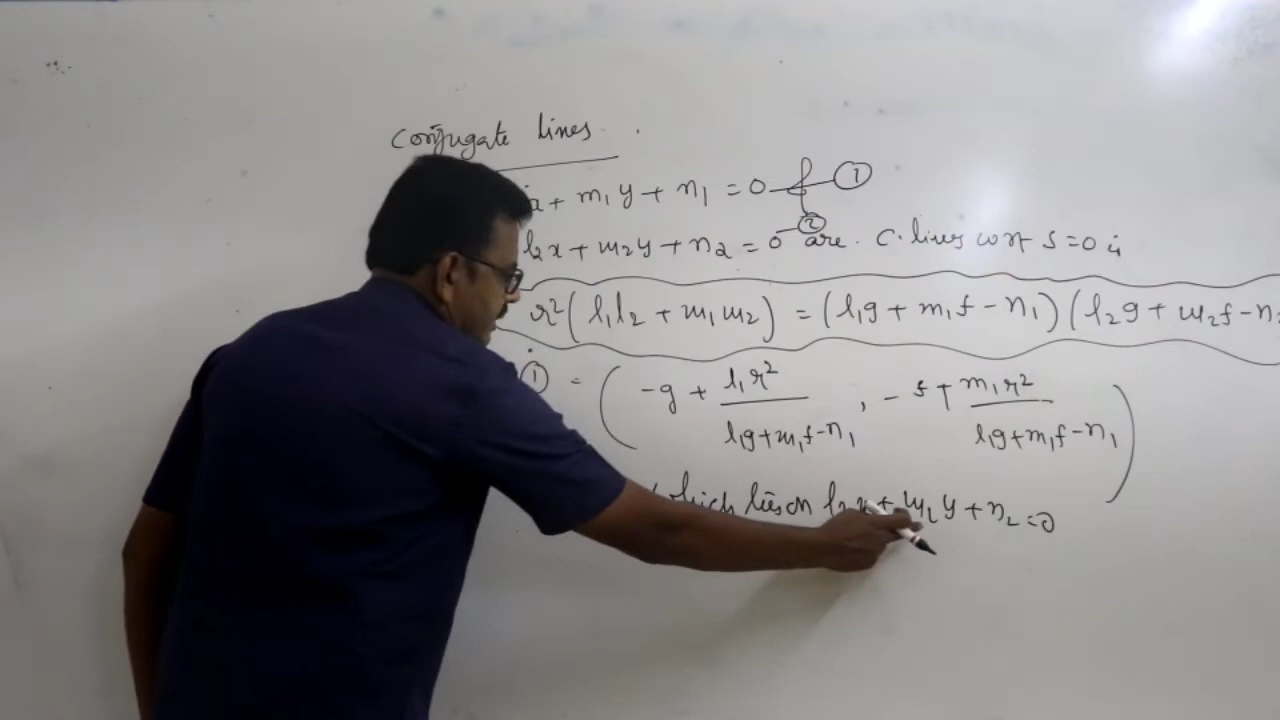 Conjugate lines.
x + m₁y + n₁ = 0 ①
l₂x + m₂y + n₂ = 0 ② are. C. lines wrt S=0 is
r²(l₁l₂ + m₁m₂) = (l₁g + m₁f - n₁)(l₂g + m₂f - n₂
① = (-g + l₁r²/(l₁g+m₁f-n₁), -f + m₁r²/(l₁g+m₁f-n₁))
which lies on l₂x + m₂y + n₂ = 0